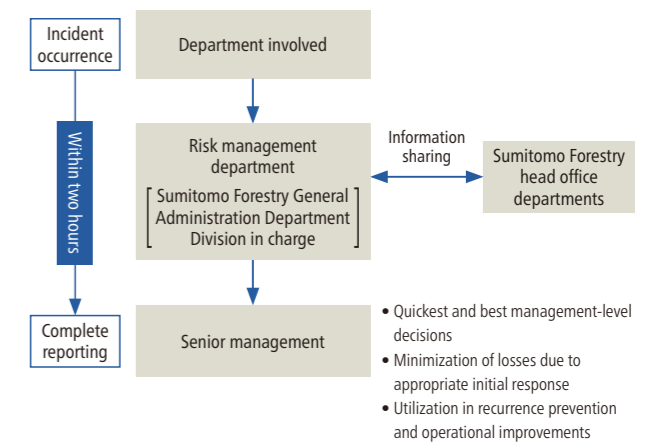 Incident
occurrence
Department involved
Within two hours
Risk management
department
[Sumitomo Forestry General
Administration Department
Division in charge]
Information
sharing
Sumitomo Forestry
head office
departments
Complete
reporting
Senior management
• Quickest and best management-level
decisions
• Minimization of losses due to
appropriate initial response
• Utilization in recurrence prevention
and operational improvements